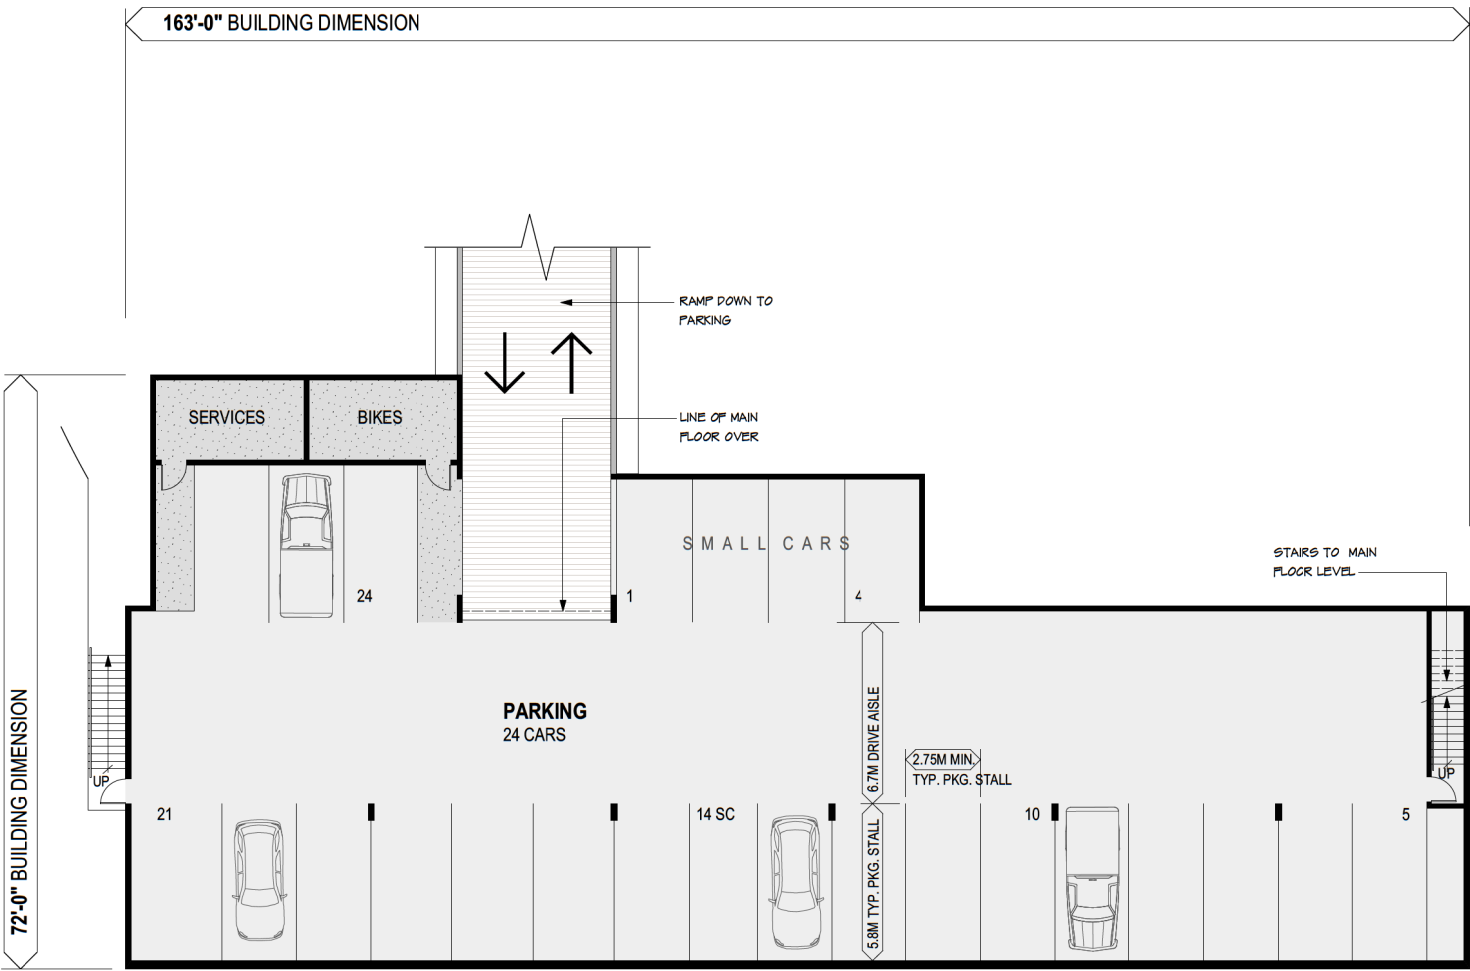 163'-0" BUILDING DIMENSION
RAMP DOWN TO
PARKING
SERVICES
BIKES
LINE OF MAIN
FLOOR OVER
SMALL CARS
STAIRS TO MAIN
FLOOR LEVEL
24
1
4
72'-0" BUILDING DIMENSION
PARKING
24 CARS
6.7M DRIVE AISLE
2.75M MIN.
TYP. PKG. STALL
UP
UP
21
14 SC
10
5
5.8M TYP. PKG. STALL